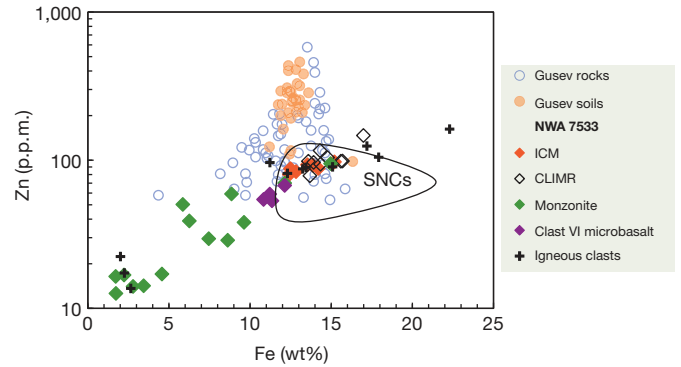 1,000
100
10
Zn (p.p.m.)
SNCs
0
5
10
15
20
25
Fe (wt%)
Gusev rocks
Gusev soils
NWA 7533
ICM
CLIMR
Monzonite
Clast VI microbasalt
Igneous clasts